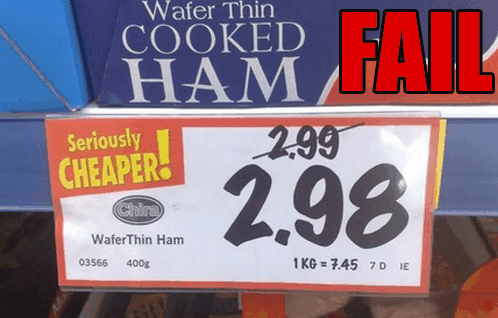 Wafer Thin
COOKED
HAM
FAIL
Seriously
CHEAPER!
2.99
2.98
Chira
WaferThin Ham
03566 400g
1 KG = 7.45 7 D IE